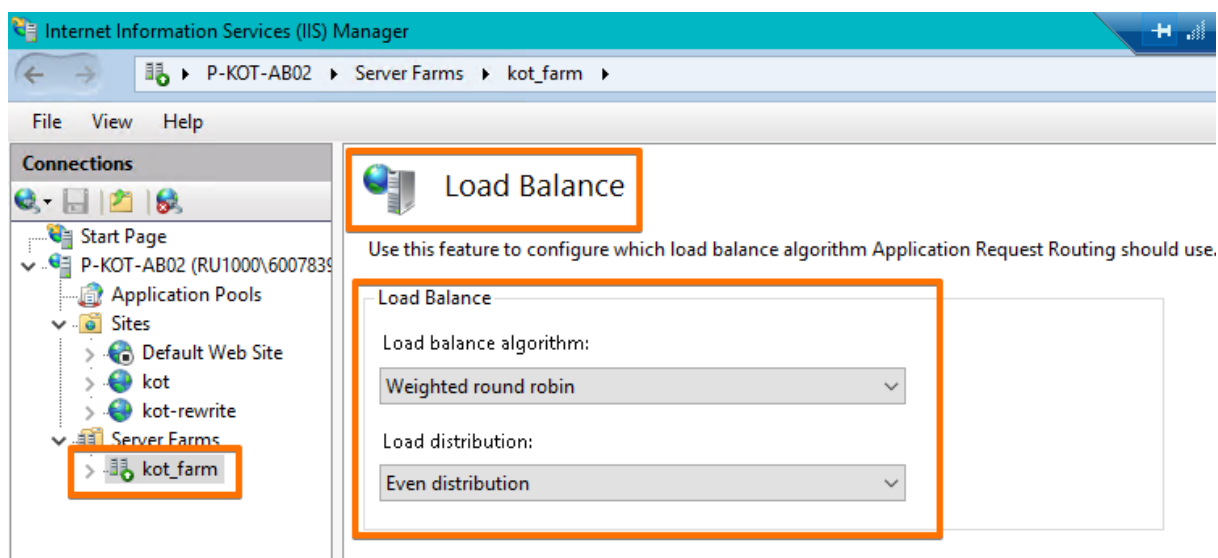 Internet Information Services (IIS) Manager
P-KOT-AB02 Server Farms kot_farm
File View Help
Connections
Start Page
P-KOT-AB02 (RU1000\6007839
Application Pools
Sites
Default Web Site
kot
kot-rewrite
Server Farms
kot_farm
Load Balance
Use this feature to configure which load balance algorithm Application Request Routing should use.
Load Balance
Load balance algorithm:
Weighted round robin
Load distribution:
Even distribution